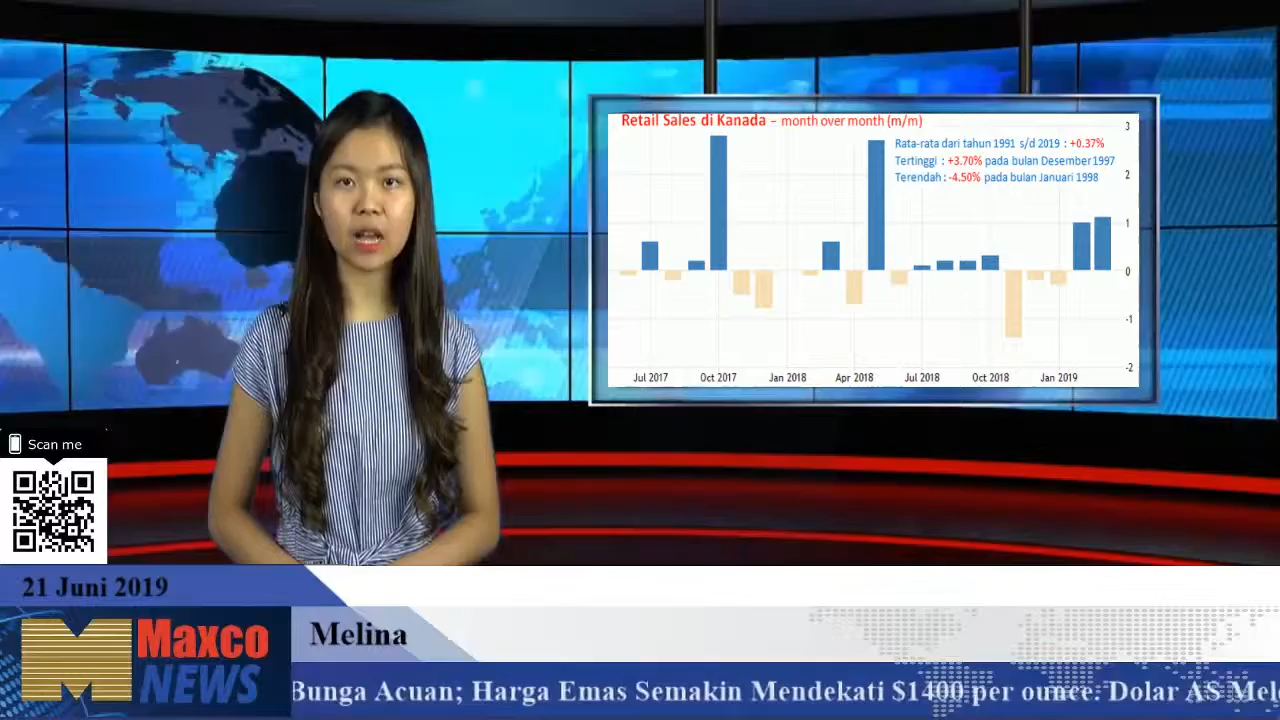 Retail Sales di Kanada – month over month (m/m)
Rata-rata dari tahun 1991 s/d 2019 : +0.37%
Tertinggi : +3.70% pada bulan Desember 1997
Terendah : -4.50% pada bulan Januari 1998
3
2
1
0
-1
-2
Jul 2017 Oct 2017 Jan 2018 Apr 2018 Jul 2018 Oct 2018 Jan 2019
Scan me
21 Juni 2019
Maxco
NEWS
Melina
Bunga Acuan; Harga Emas Semakin Mendekati $1400 per ounce. Dolar AS